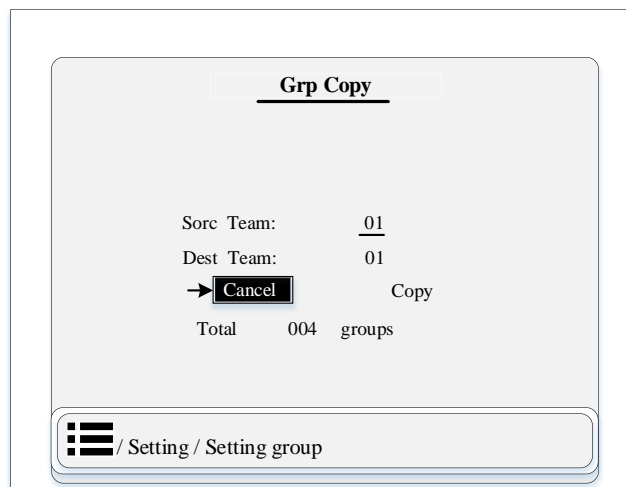 Grp Copy
Sorc Team: 01
Dest Team: 01
Cancel Copy
Total 004 groups
/ Setting / Setting group